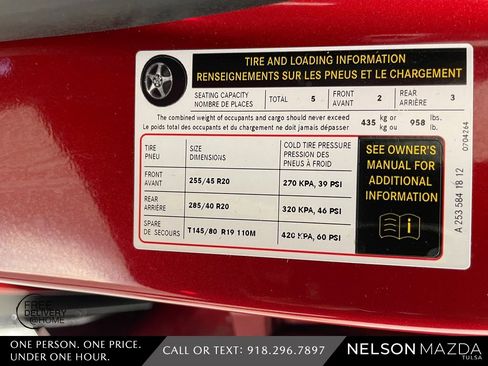 TIRE AND LOADING INFORMATION
RENSEIGNEMENTS SUR LES PNEUS ET LE CHARGEMENT
SEATING CAPACITY
NOMBRE DE PLACES
TOTAL 5
FRONT
AVANT 2
REAR
ARRIÈRE 3
The combined weight of occupants and cargo should never exceed
Le poids total des occupants et du chargement ne doit jamais dépasser
435 kg or
kg ou
958 lbs.
lb.
TIRE
PNEU
SIZE
DIMENSIONS
COLD TIRE PRESSURE
PRESSION DES
PNEUS À FROID
FRONT
AVANT
255/45 R20
270 KPA, 39 PSI
REAR
ARRIÈRE
285/40 R20
320 KPA, 46 PSI
SPARE
DE SECOURS
T145/80 R19 110M
420 KPA, 60 PSI
SEE OWNER'S
MANUAL FOR
ADDITIONAL
INFORMATION
0704264
A 253 584 18 12
FREE
DELIVERY
@HOME
ONE PERSON. ONE PRICE.
UNDER ONE HOUR.
CALL OR TEXT: 918.296.7897
NELSON MAZDA
TULSA